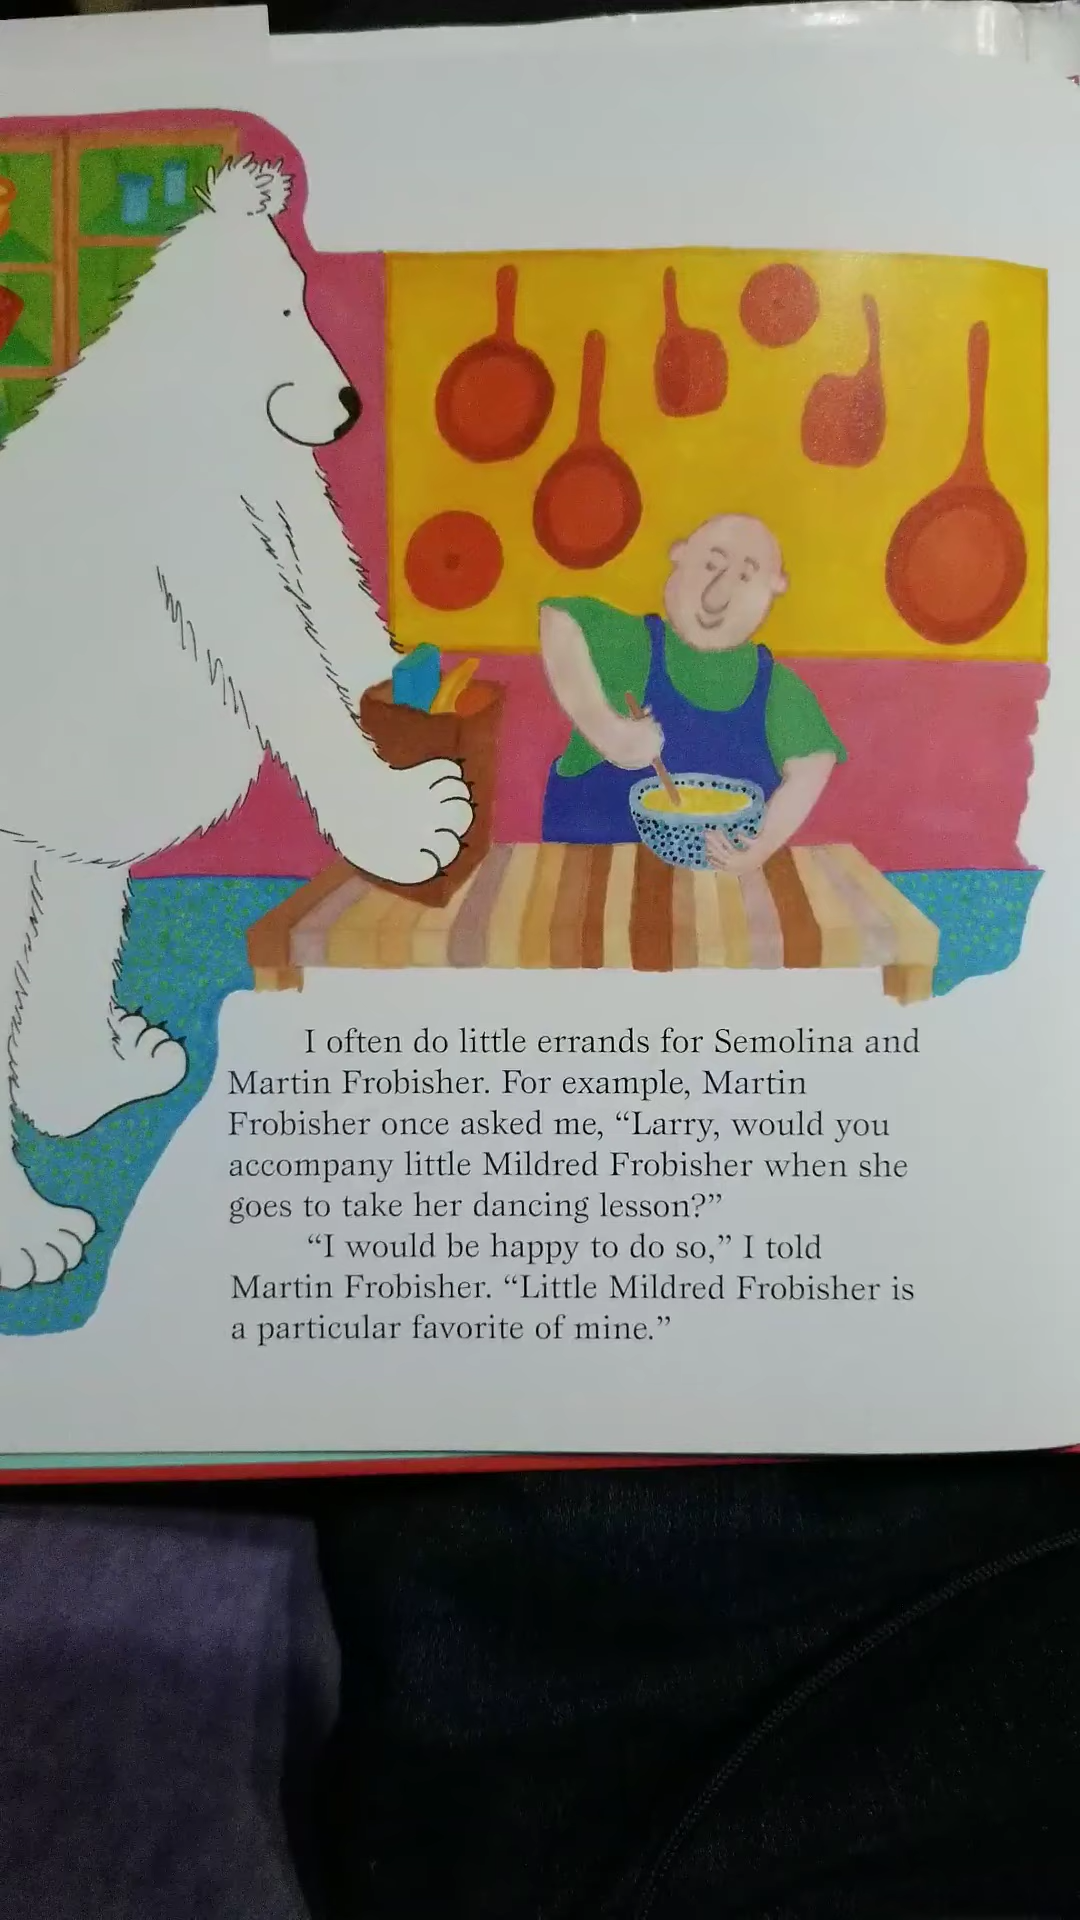 I often do little errands for Semolina and
Martin Frobisher. For example, Martin
Frobisher once asked me, “Larry, would you
accompany little Mildred Frobisher when she
goes to take her dancing lesson?”
“I would be happy to do so,” I told
Martin Frobisher. “Little Mildred Frobisher is
a particular favorite of mine.”